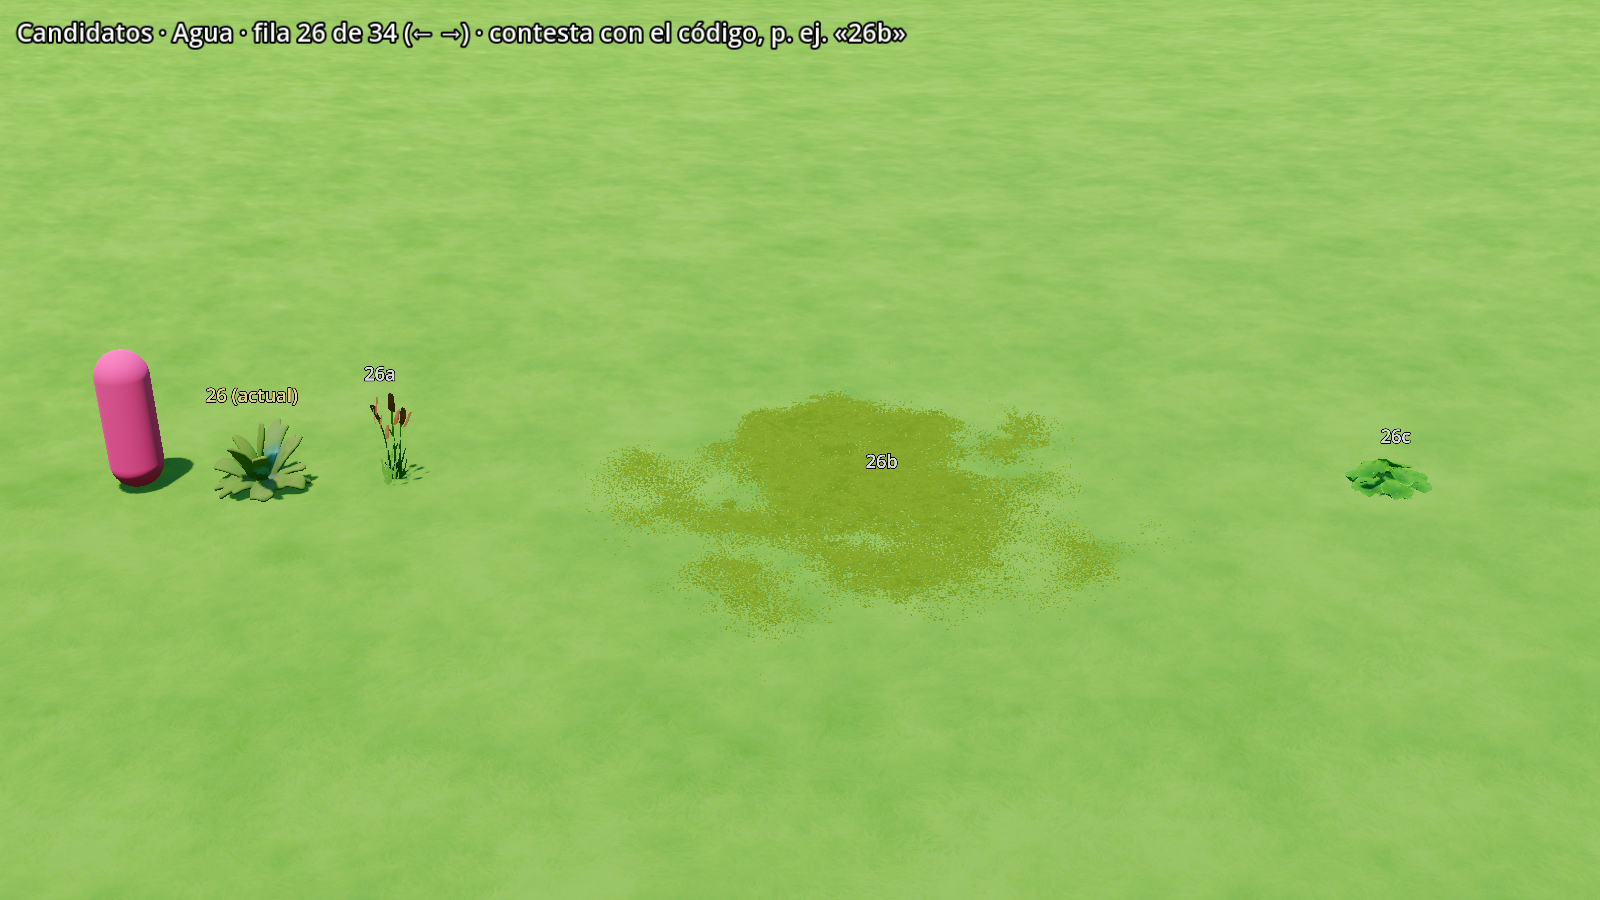 Candidatos · Agua · fila 26 de 34 (← →) · contesta con el código, p. ej. «26b»
26a
26 (actual)
26c
26b